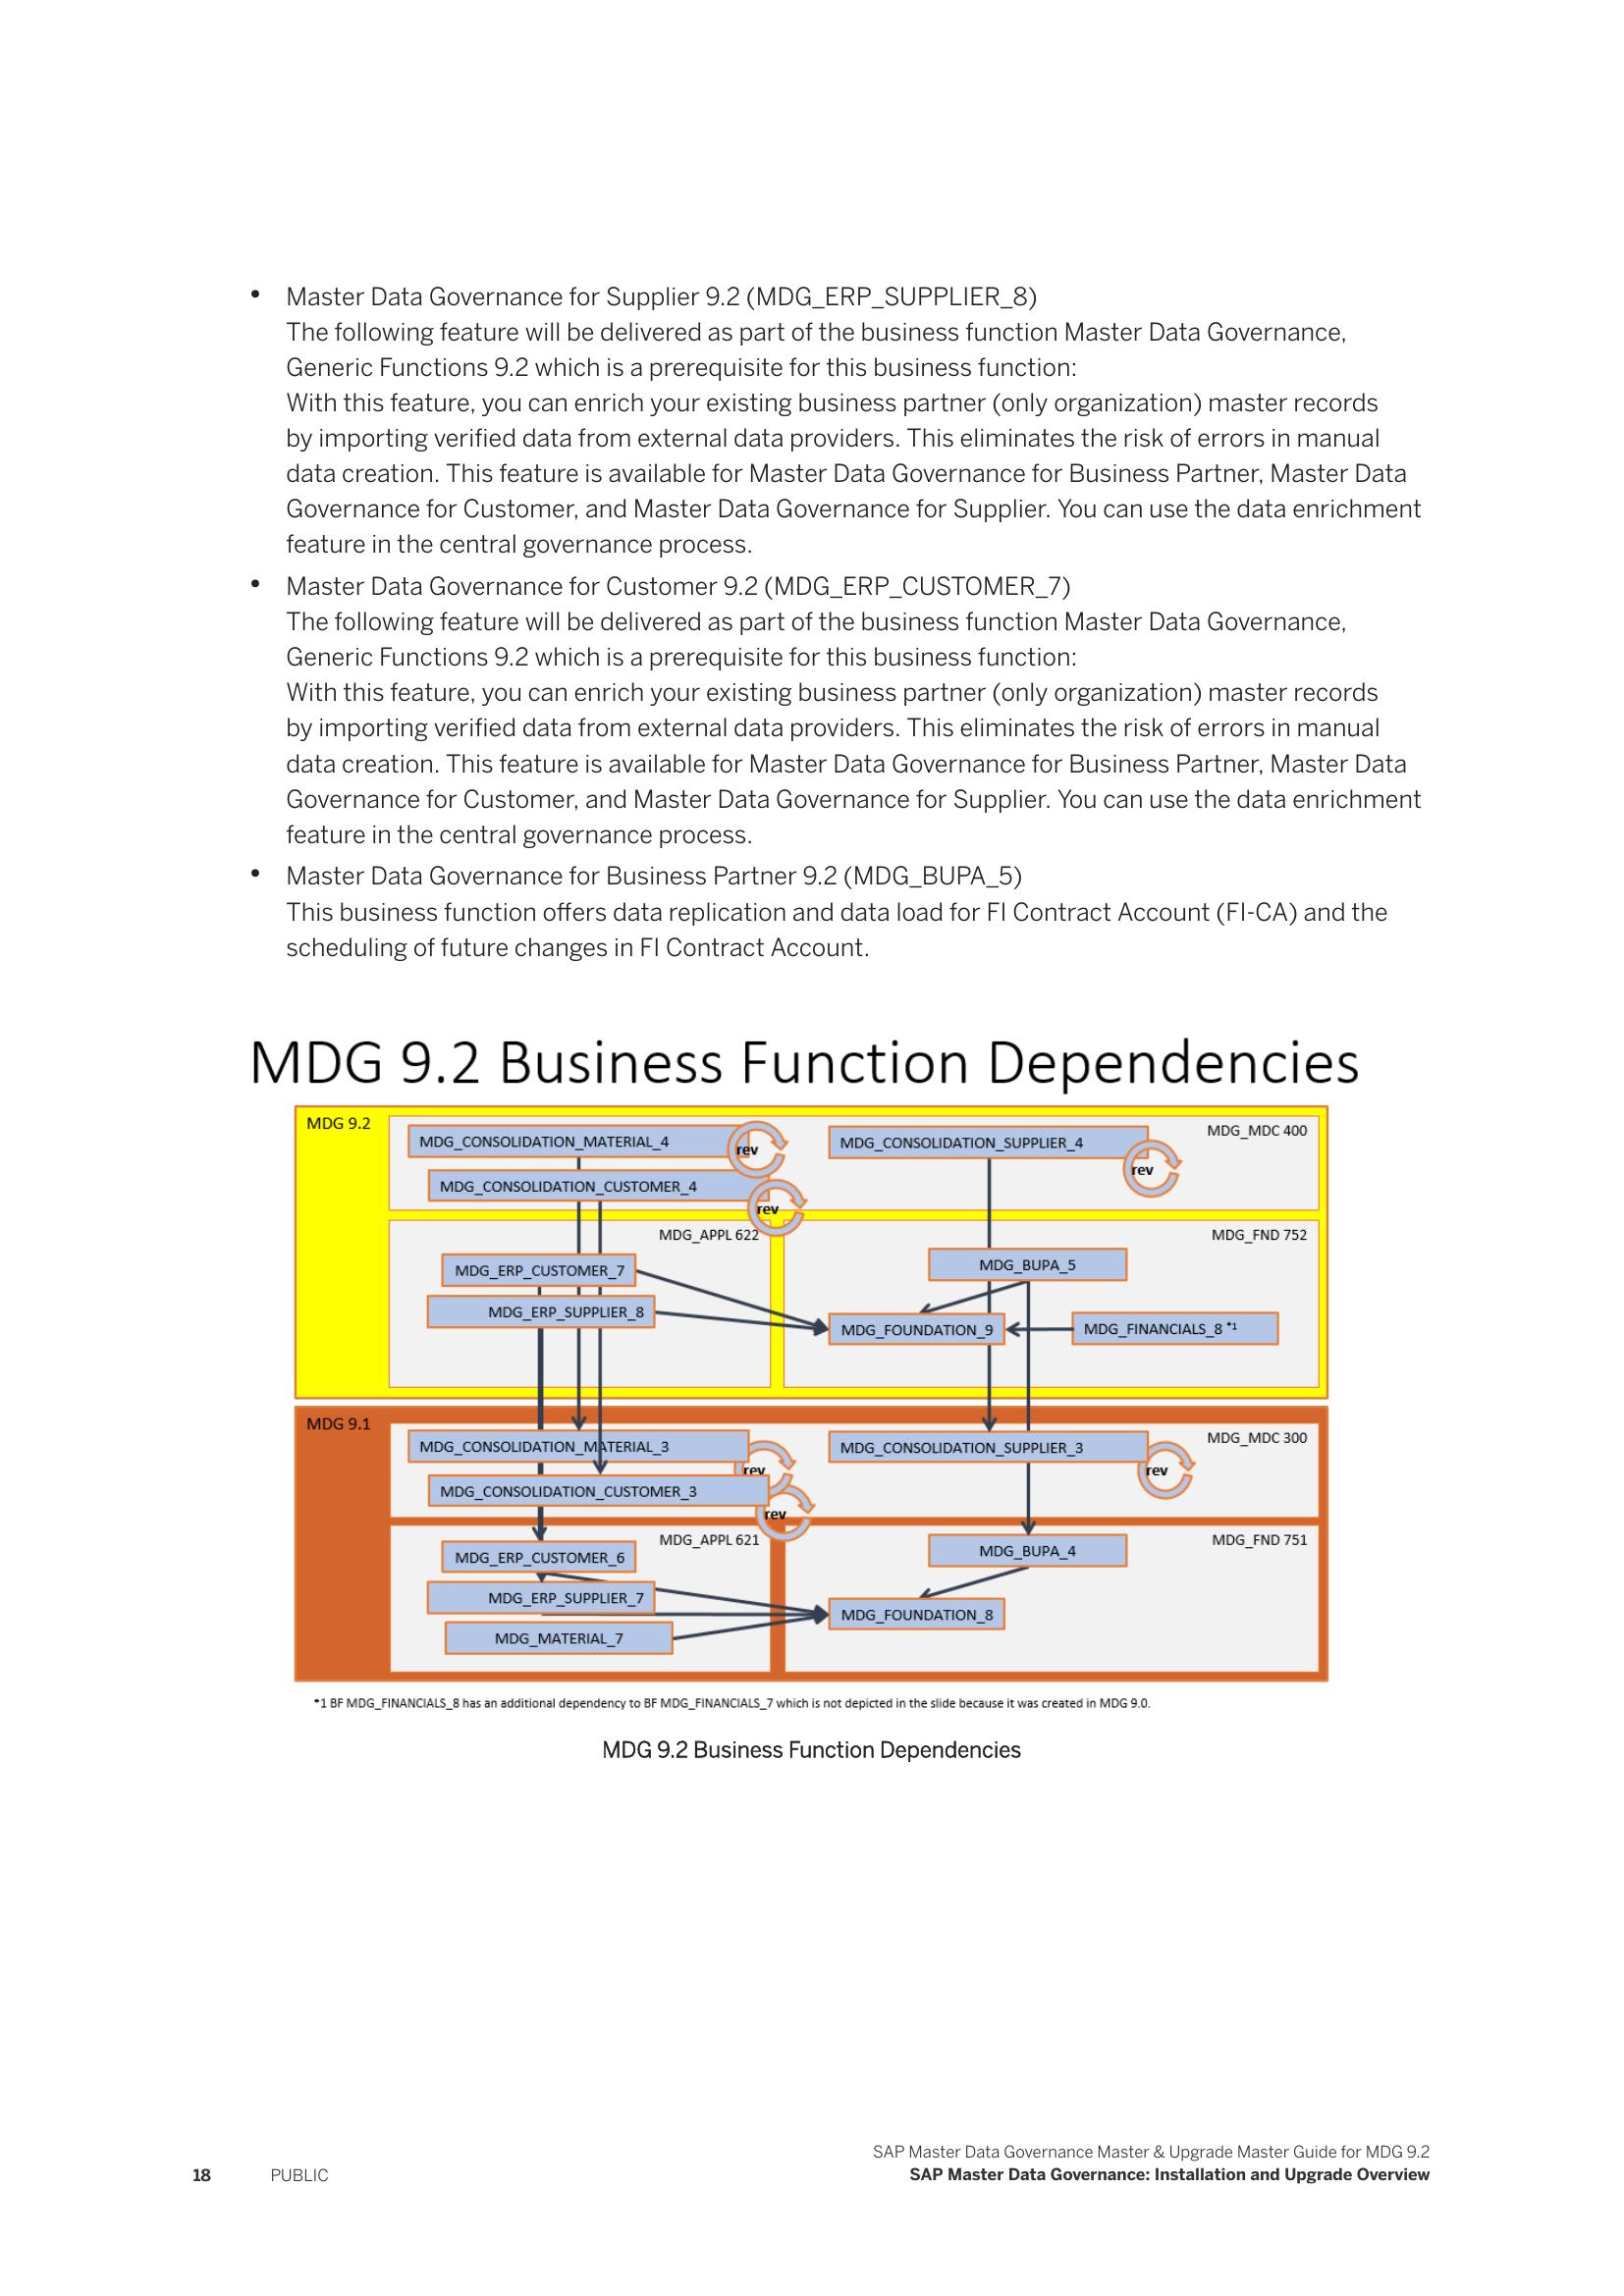 • Master Data Governance for Supplier 9.2 (MDG_ERP_SUPPLIER_8)
The following feature will be delivered as part of the business function Master Data Governance,
Generic Functions 9.2 which is a prerequisite for this business function:
With this feature, you can enrich your existing business partner (only organization) master records
by importing verified data from external data providers. This eliminates the risk of errors in manual
data creation. This feature is available for Master Data Governance for Business Partner, Master Data
Governance for Customer, and Master Data Governance for Supplier. You can use the data enrichment
feature in the central governance process.
• Master Data Governance for Customer 9.2 (MDG_ERP_CUSTOMER_7)
The following feature will be delivered as part of the business function Master Data Governance,
Generic Functions 9.2 which is a prerequisite for this business function:
With this feature, you can enrich your existing business partner (only organization) master records
by importing verified data from external data providers. This eliminates the risk of errors in manual
data creation. This feature is available for Master Data Governance for Business Partner, Master Data
Governance for Customer, and Master Data Governance for Supplier. You can use the data enrichment
feature in the central governance process.
• Master Data Governance for Business Partner 9.2 (MDG_BUPA_5)
This business function offers data replication and data load for FI Contract Account (FI-CA) and the
scheduling of future changes in FI Contract Account.
MDG 9.2 Business Function Dependencies
MDG 9.2
MDG_MDC 400
MDG_CONSOLIDATION_MATERIAL_4
rev
MDG_CONSOLIDATION_SUPPLIER_4
rev
MDG_CONSOLIDATION_CUSTOMER_4
rev
MDG_APPL 622
MDG_FND 752
MDG_ERP_CUSTOMER_7
MDG_BUPA_5
MDG_ERP_SUPPLIER_8
MDG_FOUNDATION_9
MDG_FINANCIALS_8 *1
MDG 9.1
MDG_MDC 300
MDG_CONSOLIDATION_MATERIAL_3
rev
MDG_CONSOLIDATION_SUPPLIER_3
rev
MDG_CONSOLIDATION_CUSTOMER_3
rev
MDG_APPL 621
MDG_FND 751
MDG_ERP_CUSTOMER_6
MDG_BUPA_4
MDG_ERP_SUPPLIER_7
MDG_FOUNDATION_8
MDG_MATERIAL_7
*1 BF MDG_FINANCIALS_8 has an additional dependency to BF MDG_FINANCIALS_7 which is not depicted in the slide because it was created in MDG 9.0.
MDG 9.2 Business Function Dependencies
SAP Master Data Governance Master & Upgrade Master Guide for MDG 9.2
18 PUBLIC SAP Master Data Governance: Installation and Upgrade Overview